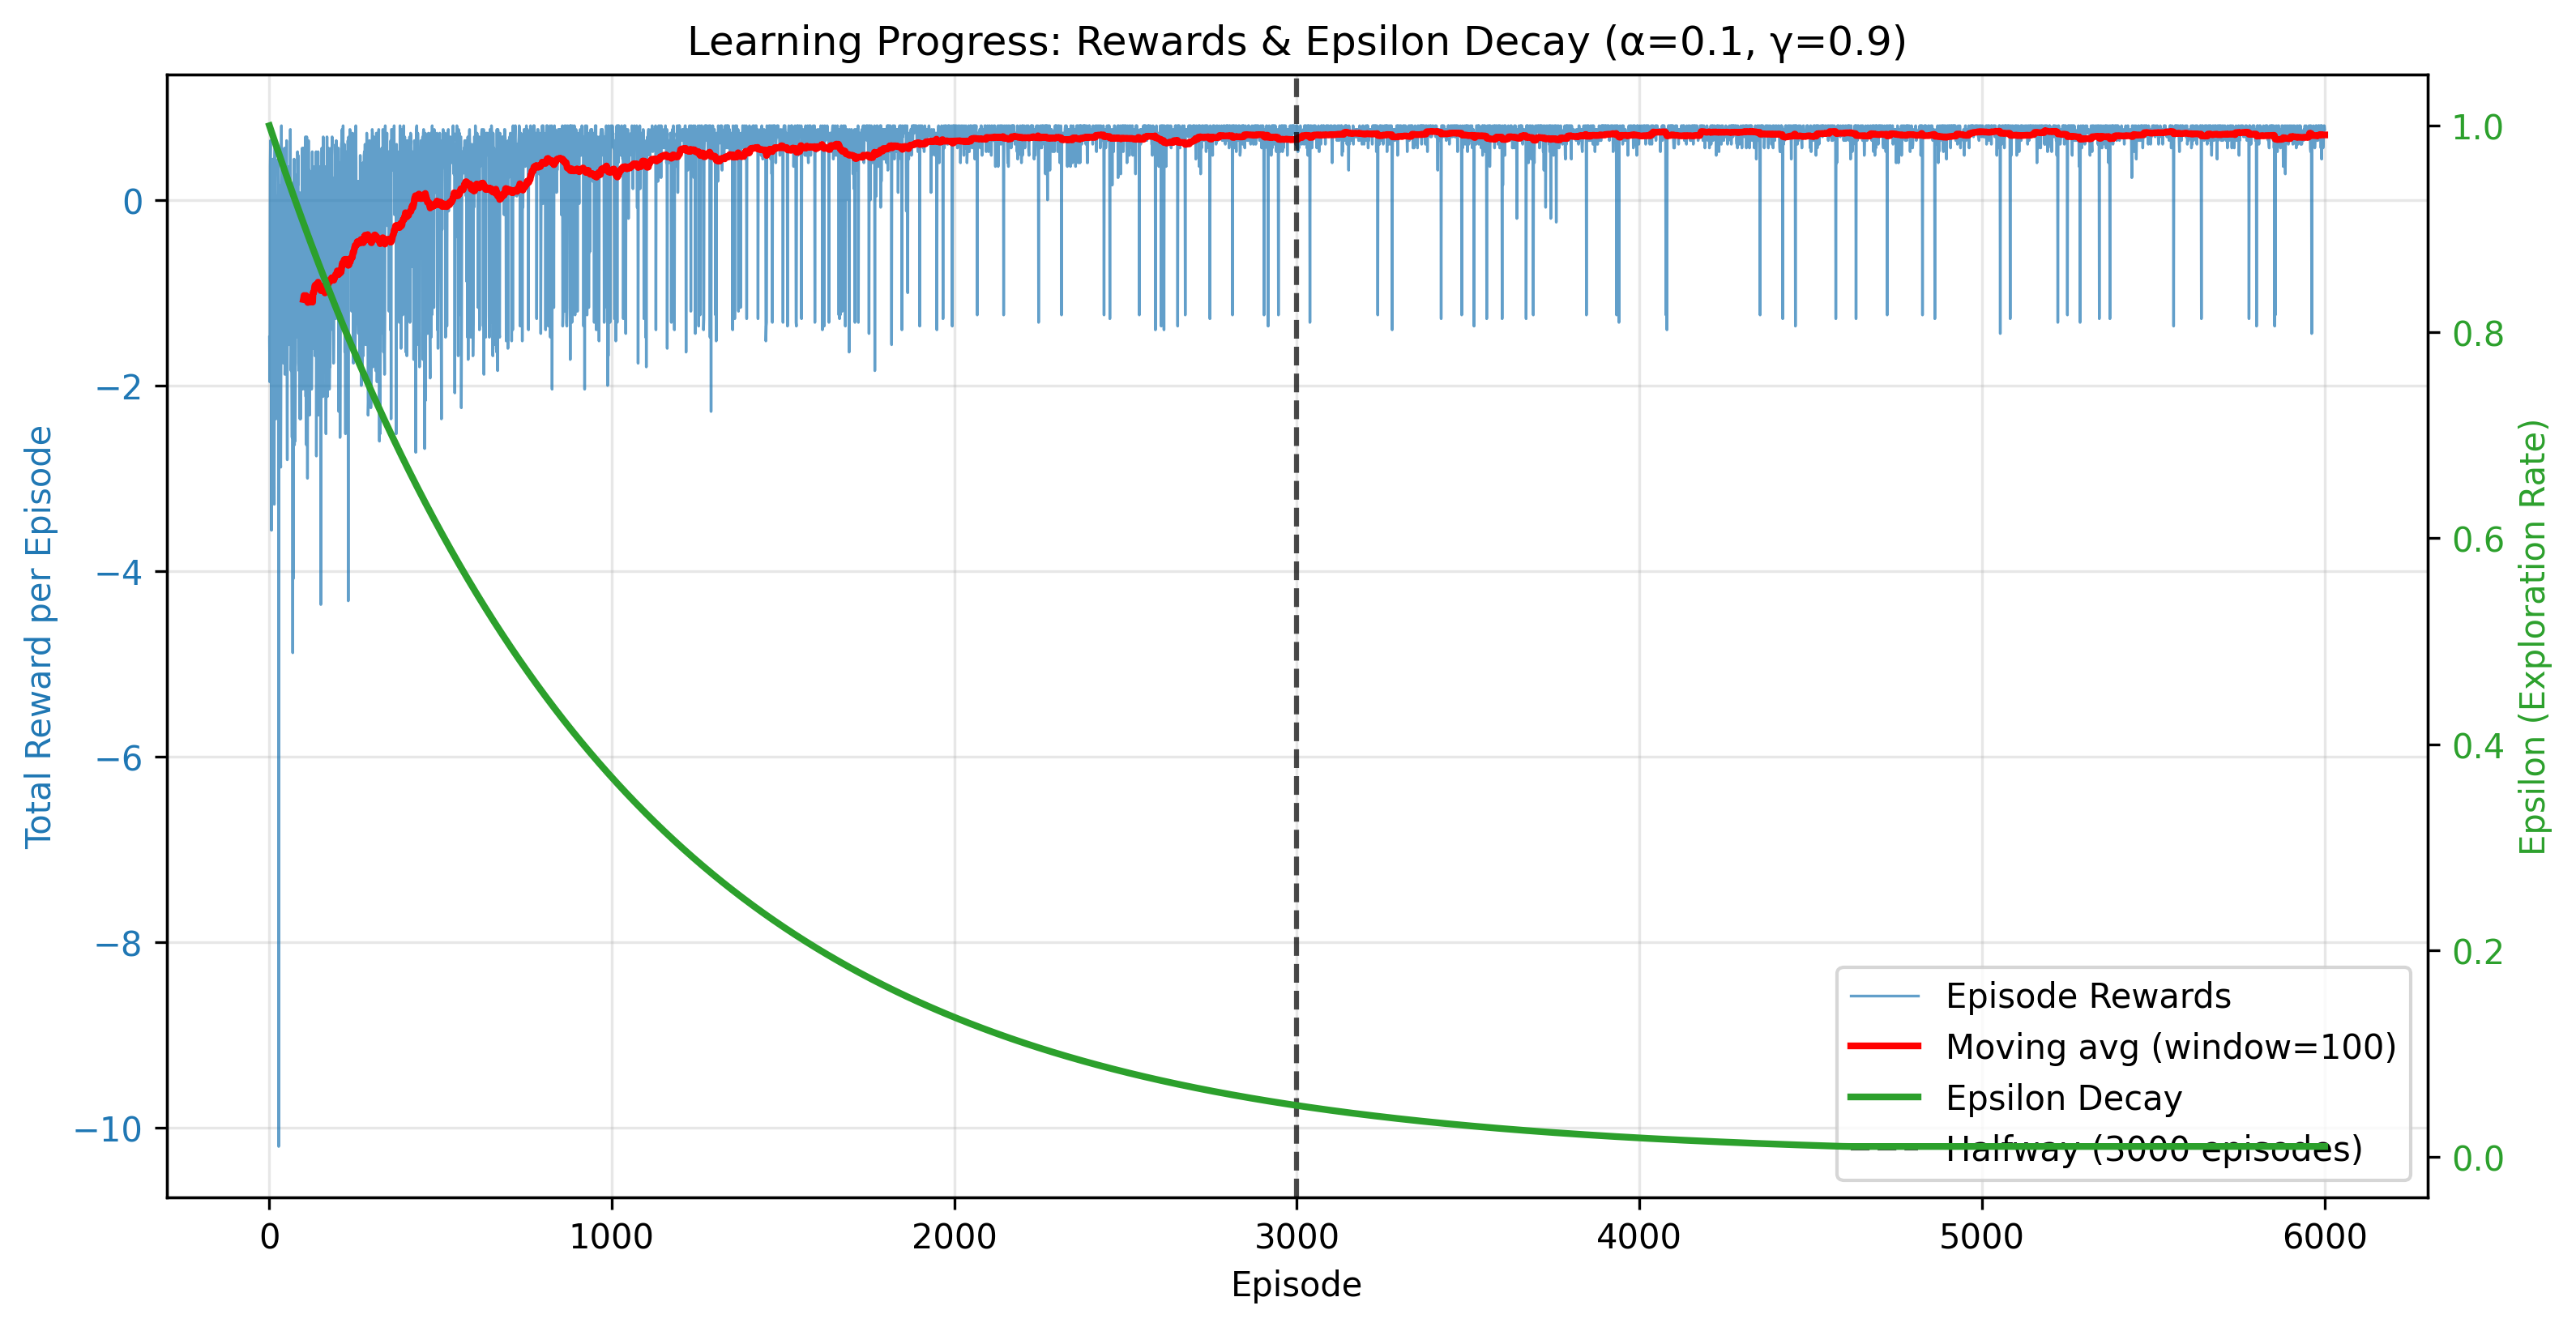 Learning Progress: Rewards & Epsilon Decay (α=0.1, γ=0.9)
Total Reward per Episode
0
−2
−4
−6
−8
−10
1.0
0.8
0.6
0.4
0.2
0.0
Epsilon (Exploration Rate)
Episode Rewards
Moving avg (window=100)
Epsilon Decay
Halfway (3000 episodes)
0 1000 2000 3000 4000 5000 6000
Episode